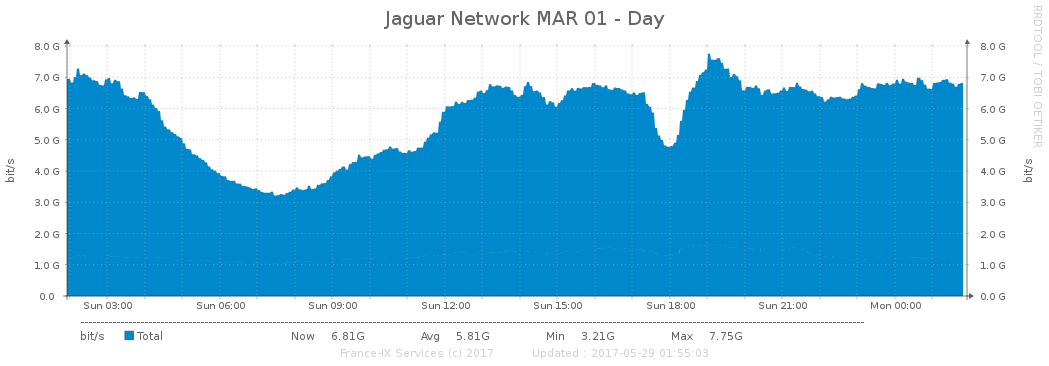 Jaguar Network MAR 01 - Day
RRDTOOL / TOBI OETIKER
bit/s
8.0 G
7.0 G
6.0 G
5.0 G
4.0 G
3.0 G
2.0 G
1.0 G
0.0
8.0 G
7.0 G
6.0 G
5.0 G
4.0 G
3.0 G
2.0 G
1.0 G
0.0 G
bit/s
Sun 03:00 Sun 06:00 Sun 09:00 Sun 12:00 Sun 15:00 Sun 18:00 Sun 21:00 Mon 00:00
bit/s Total Now 6.81G Avg 5.81G Min 3.21G Max 7.75G
France-IX Services (c) 2017 Updated : 2017-05-29 01:55:03